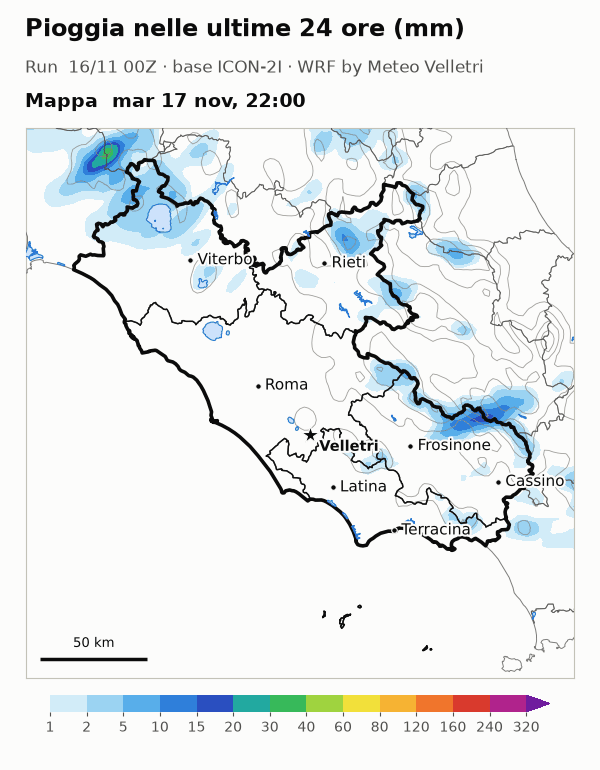 Pioggia nelle ultime 24 ore (mm)
Run  16/11 00Z · base ICON-2I · WRF by Meteo Velletri
Mappa  mar 17 nov, 22:00
Viterbo
Rieti
Roma
Velletri
Frosinone
Cassino
Latina
Terracina
50 km
1 2 5 10 15 20 30 40 60 80 120 160 240 320